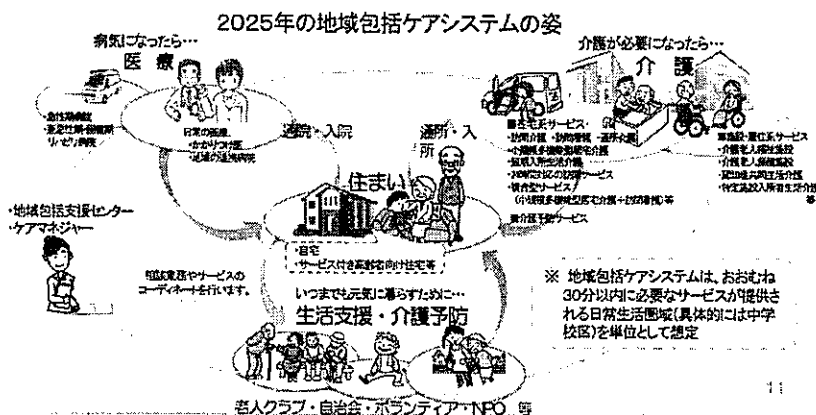 2025年の地域包括ケアシステムの姿
病気になったら…
医療
・急性期病院
・亜急性期・回復期
リハビリ病院
日常の医療:
・かかりつけ医
・地域の連携病院
通院・入院
通所・入
所
介護が必要になったら…
介護
■在宅系サービス:
・訪問介護・訪問看護・通所介護
・小規模多機能型居宅介護
・短期入所生活介護
・24時間対応の訪問サービス
・複合型サービス
(小規模多機能型居宅介護+訪問看護)等
■介護予防サービス
■施設・居住系サービス
・介護老人福祉施設
・介護老人保健施設
・認知症共同生活介護
・特定施設入所者生活介護
等
住まい
・自宅
・サービス付き高齢者向け住宅等
・地域包括支援センター
・ケアマネジャー
相談業務やサービスの
コーディネートを行います。
いつまでも元気に暮らすために…
生活支援・介護予防
老人クラブ・自治会・ボランティア・NPO 等
※ 地域包括ケアシステムは、おおむね
30分以内に必要なサービスが提供さ
れる日常生活圏域(具体的には中学
校区)を単位として想定
11